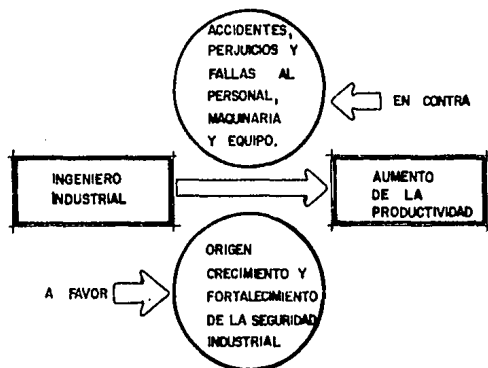 ACCIDENTES,
PERJUICIOS Y
FALLAS AL
PERSONAL,
MAQUINARIA
Y EQUIPO.
EN CONTRA
INGENIERO
INDUSTRIAL
AUMENTO
DE LA
PRODUCTIVIDAD
ORIGEN
CRECIMIENTO Y
FORTALECIMIENTO
DE LA SEGURIDAD
INDUSTRIAL
A FAVOR